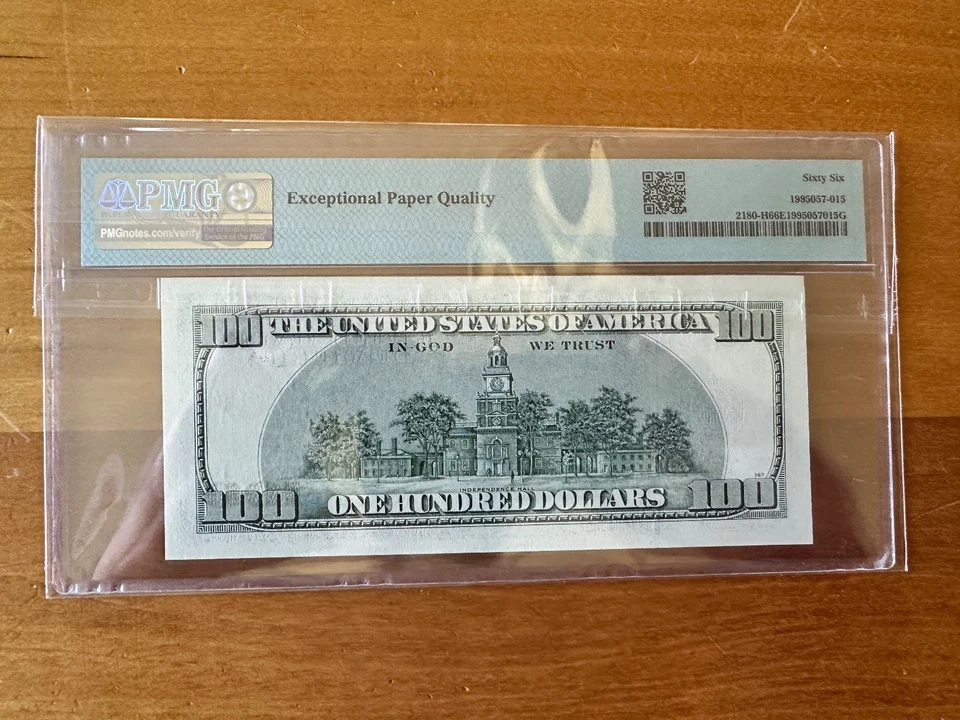 PMG
PMGnotes.com/verify
Exceptional Paper Quality
Sixty Six
1995057-015
2180-H66E1995057015G
100 THE UNITED STATES OF AMERICA 100
IN GOD WE TRUST
INDEPENDENCE HALL
100 ONE HUNDRED DOLLARS 100